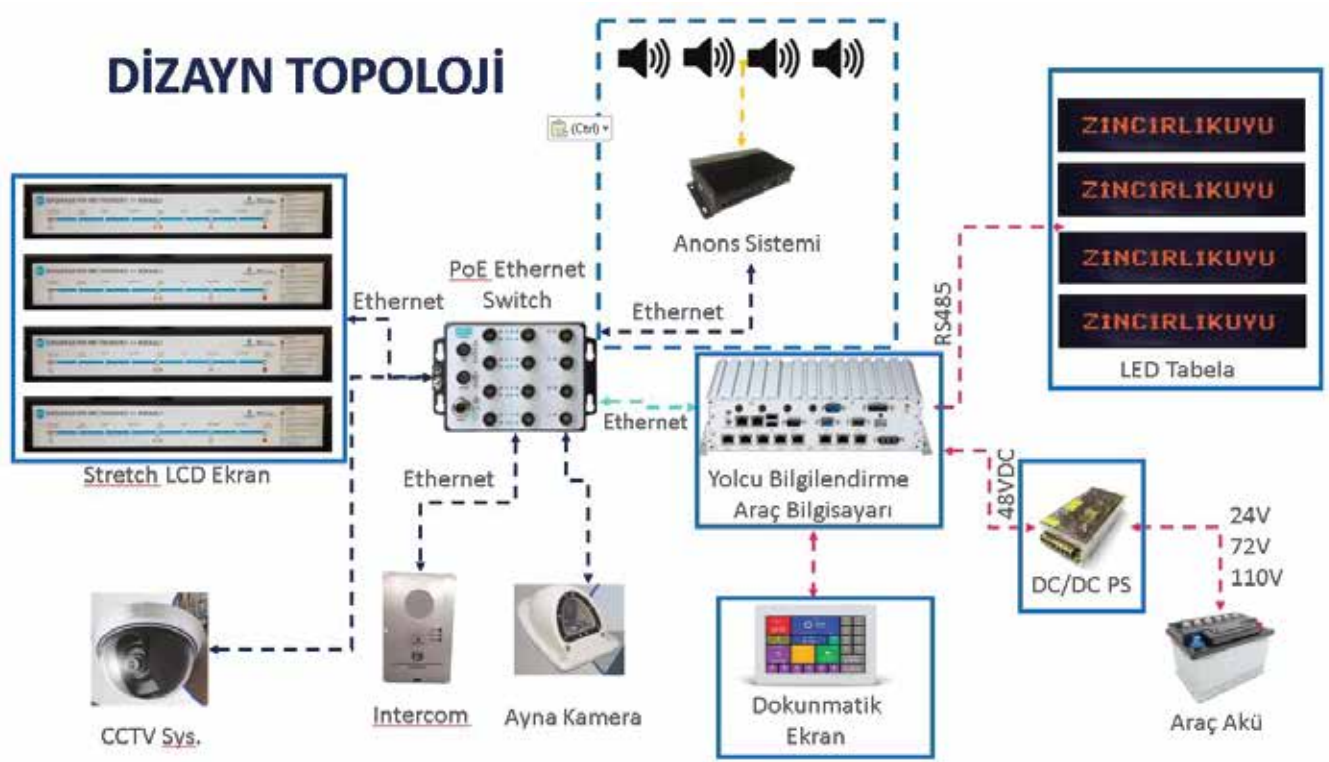 DİZAYN TOPOLOJİ
(Ctrl)
ZINCIRLIKUYU
ZINCIRLIKUYU
ZINCIRLIKUYU
ZINCIRLIKUYU
LED Tabela
Anons Sistemi
PoE Ethernet
Switch
Ethernet
Ethernet
RS485
Ethernet
Stretch LCD Ekran
Ethernet
Yolcu Bilgilendirme
Araç Bilgisayarı
48VDC
24V
72V
110V
DC/DC PS
CCTV Sys.
Intercom
Ayna Kamera
Dokunmatik
Ekran
Araç Akü